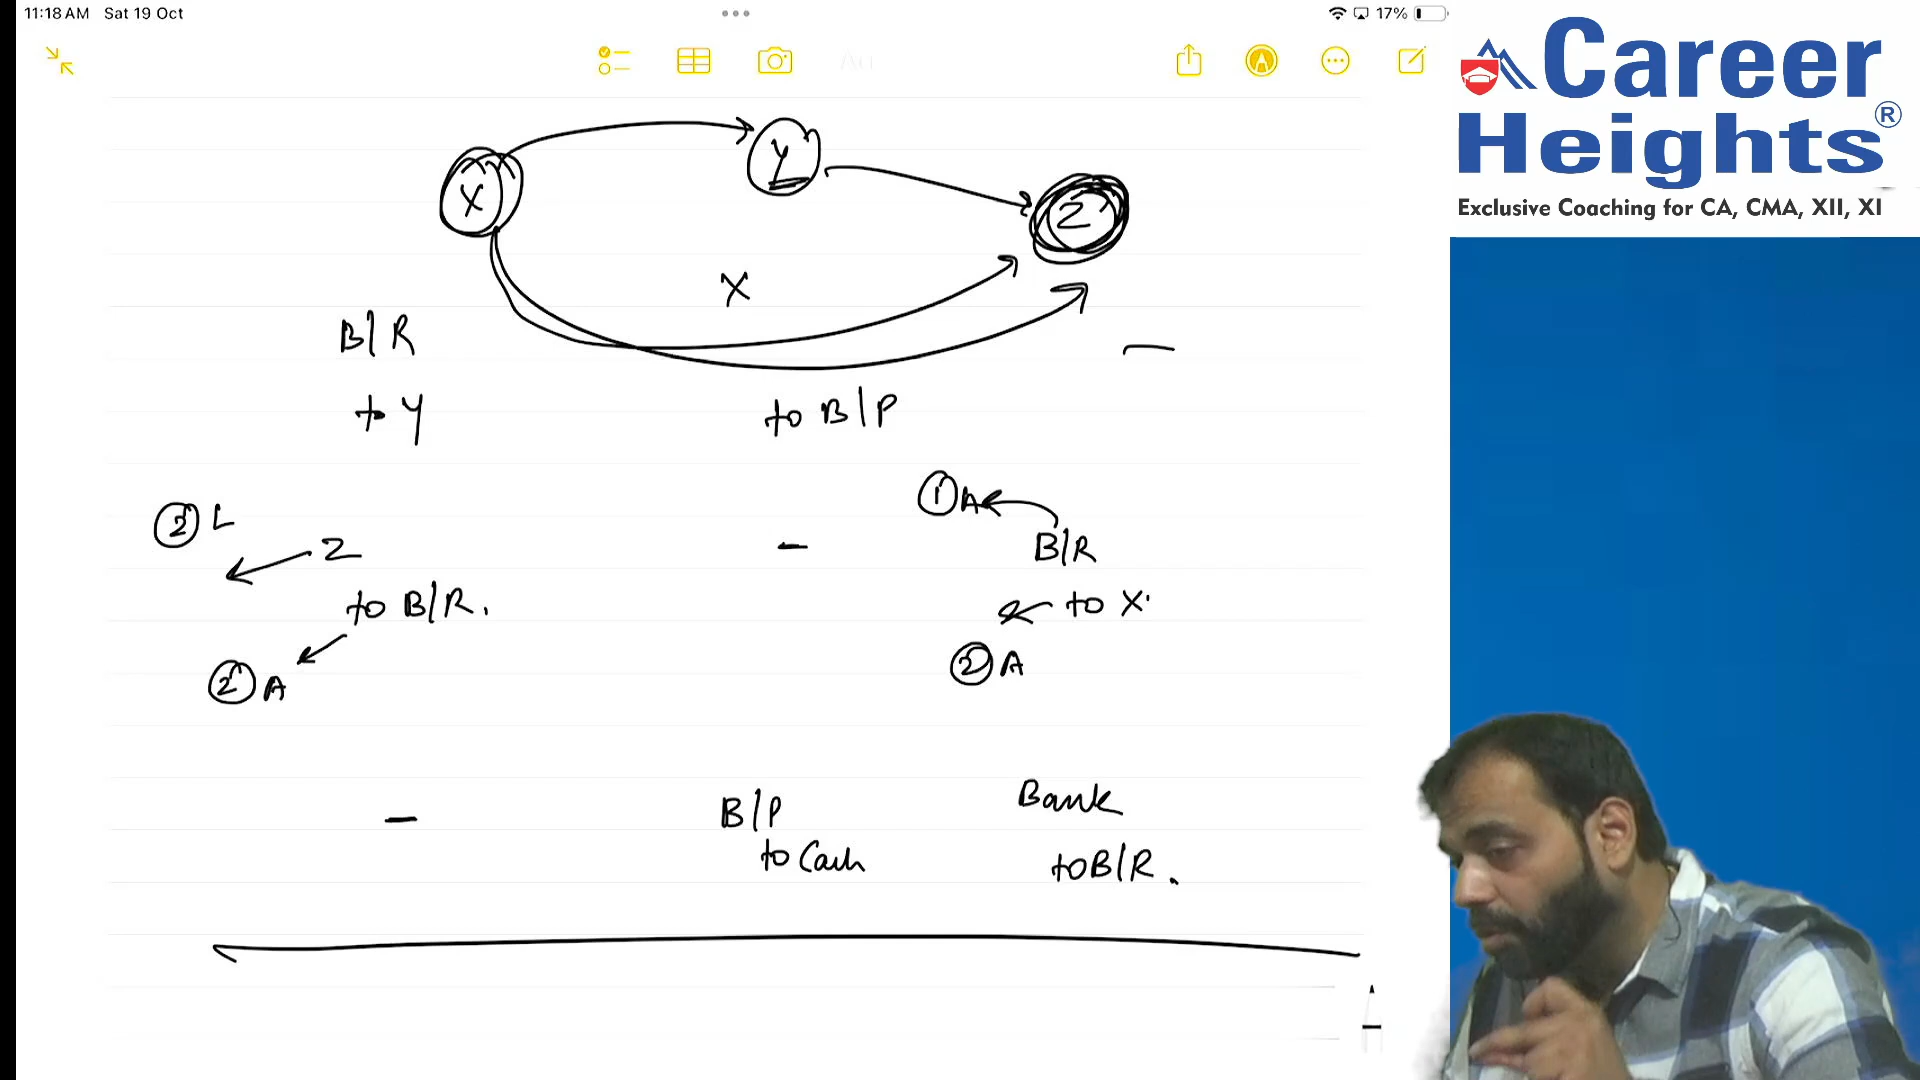 11:18 AM Sat 19 Oct
17%
Career
Heights®
Exclusive Coaching for CA, CMA, XII, XI
X
Y
Z
X
B/R
to Y
to B/P
—
② L
Z
to B/R.
② A
-
① A
B/R
to X.
② A
-
B/P
to Cash
Bank
to B/R.